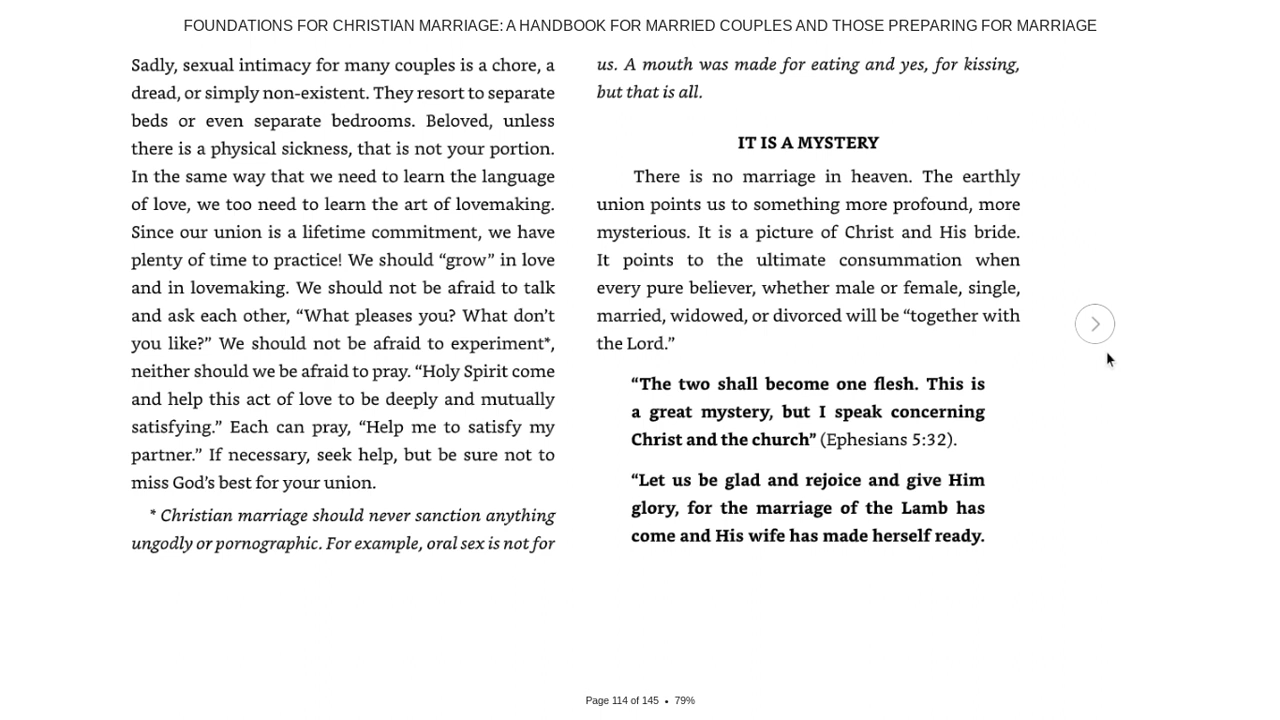 FOUNDATIONS FOR CHRISTIAN MARRIAGE: A HANDBOOK FOR MARRIED COUPLES AND THOSE PREPARING FOR MARRIAGE
Sadly, sexual intimacy for many couples is a chore, a
dread, or simply non-existent. They resort to separate
beds or even separate bedrooms. Beloved, unless
there is a physical sickness, that is not your portion.
In the same way that we need to learn the language
of love, we too need to learn the art of lovemaking.
Since our union is a lifetime commitment, we have
plenty of time to practice! We should “grow” in love
and in lovemaking. We should not be afraid to talk
and ask each other, “What pleases you? What don’t
you like?” We should not be afraid to experiment*,
neither should we be afraid to pray. “Holy Spirit come
and help this act of love to be deeply and mutually
satisfying.” Each can pray, “Help me to satisfy my
partner.” If necessary, seek help, but be sure not to
miss God’s best for your union.
* Christian marriage should never sanction anything
ungodly or pornographic. For example, oral sex is not for
us. A mouth was made for eating and yes, for kissing,
but that is all.
IT IS A MYSTERY
There is no marriage in heaven. The earthly
union points us to something more profound, more
mysterious. It is a picture of Christ and His bride.
It points to the ultimate consummation when
every pure believer, whether male or female, single,
married, widowed, or divorced will be “together with
the Lord.”
“The two shall become one flesh. This is
a great mystery, but I speak concerning
Christ and the church” (Ephesians 5:32).
“Let us be glad and rejoice and give Him
glory, for the marriage of the Lamb has
come and His wife has made herself ready.
Page 114 of 145 • 79%